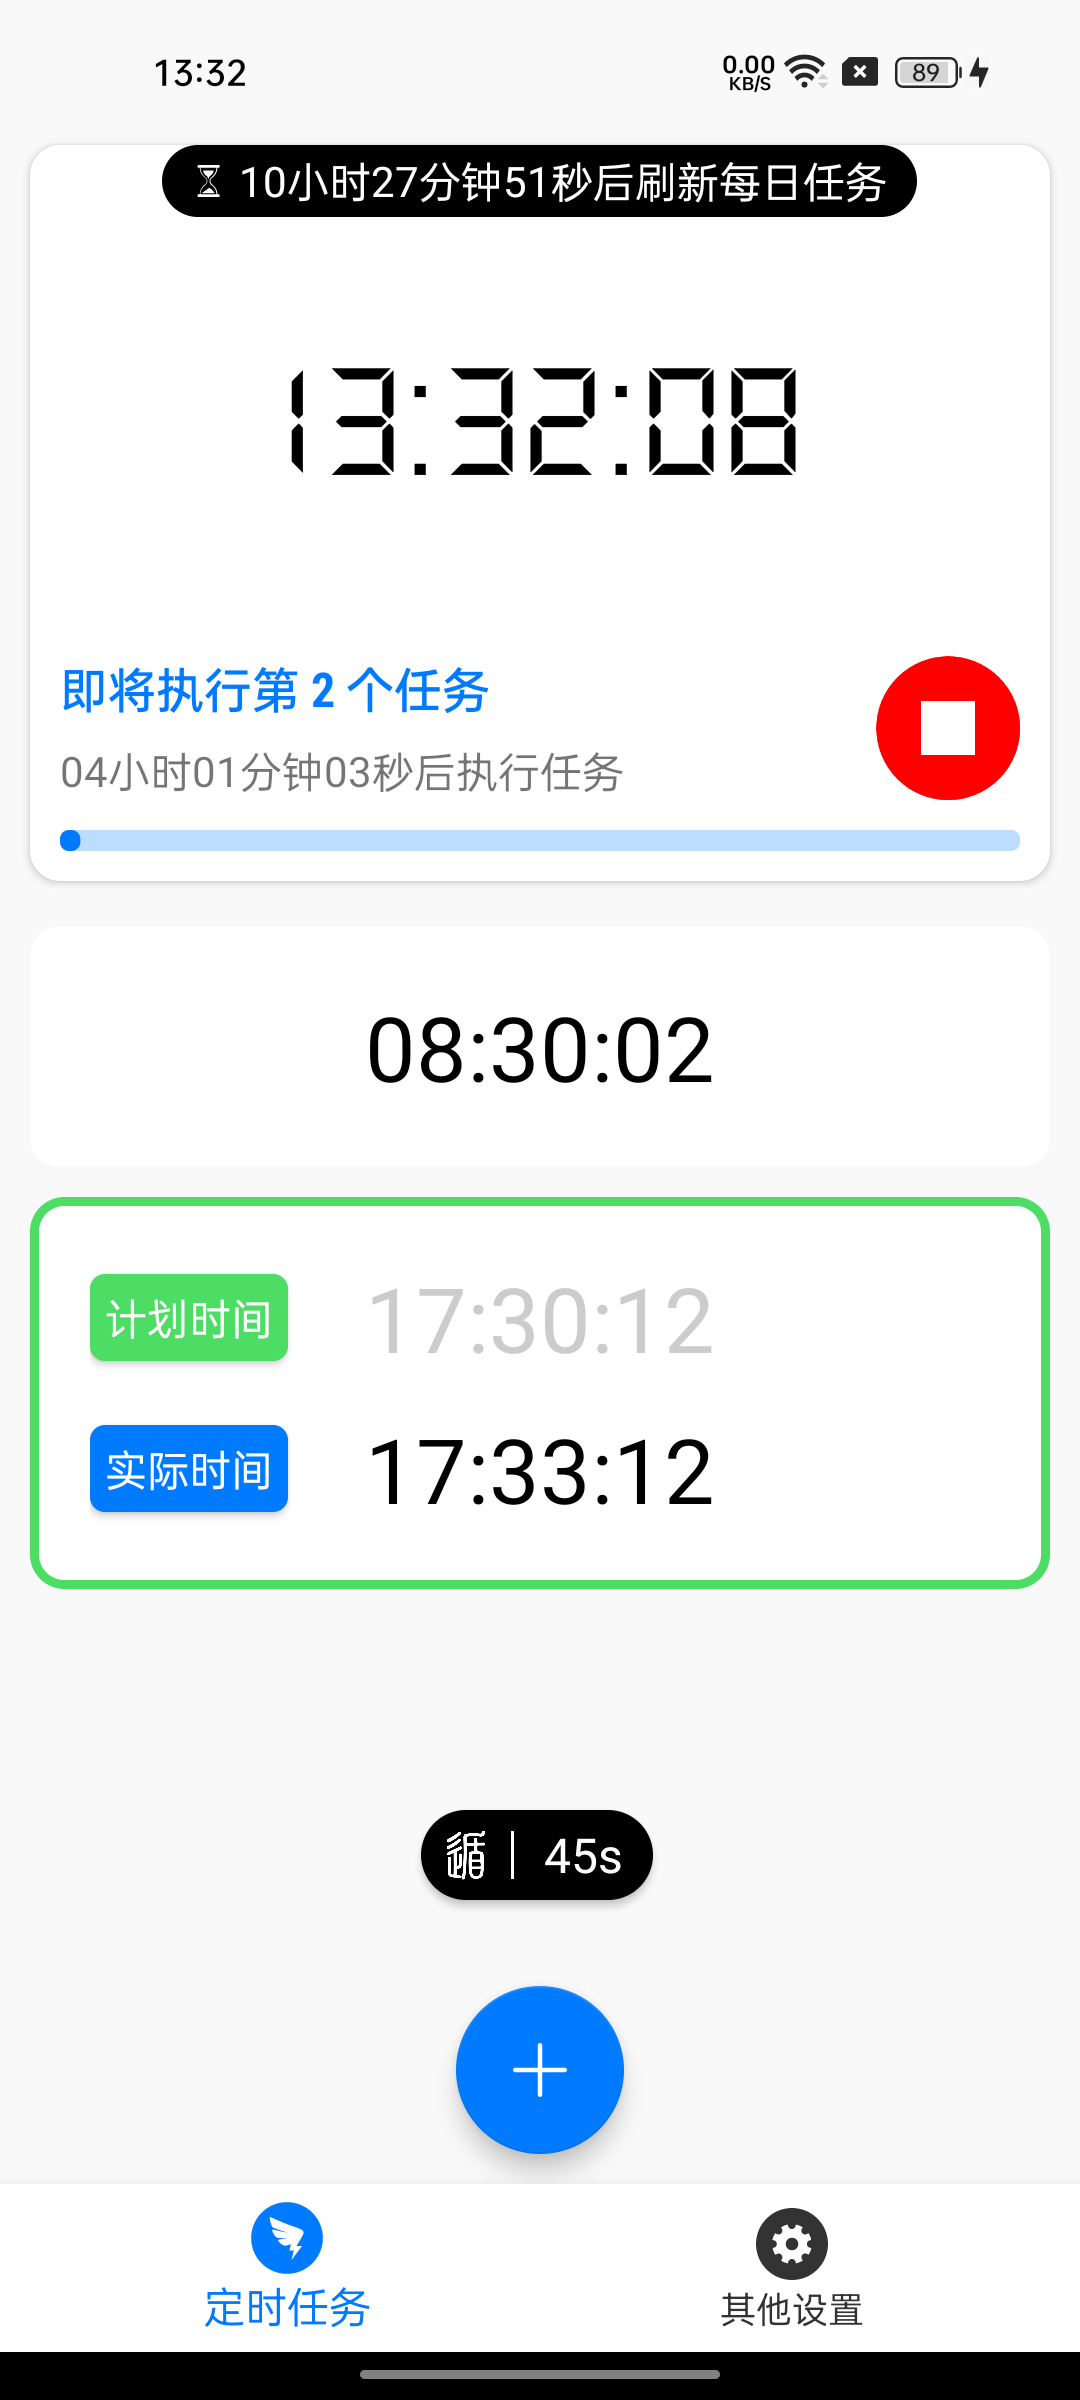 13:32
0.00
KB/S
89
10小时27分钟51秒后刷新每日任务
13:32:08
即将执行第 2 个任务
04小时01分钟03秒后执行任务
08:30:02
计划时间
17:30:12
实际时间
17:33:12
循
45s
定时任务
其他设置